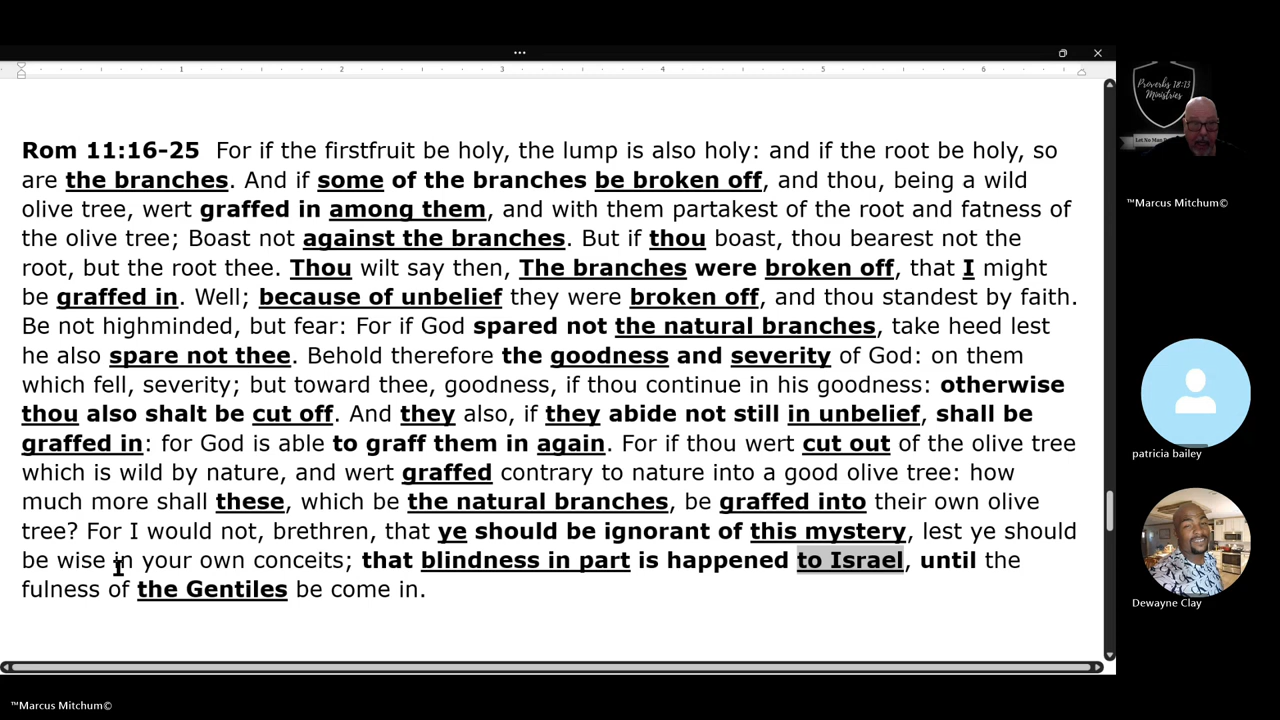 1 2 3 4 5 6
Rom 11:16-25 For if the firstfruit be holy, the lump is also holy: and if the root be holy, so
are the branches. And if some of the branches be broken off, and thou, being a wild
olive tree, wert graffed in among them, and with them partakest of the root and fatness of
the olive tree; Boast not against the branches. But if thou boast, thou bearest not the
root, but the root thee. Thou wilt say then, The branches were broken off, that I might
be graffed in. Well; because of unbelief they were broken off, and thou standest by faith.
Be not highminded, but fear: For if God spared not the natural branches, take heed lest
he also spare not thee. Behold therefore the goodness and severity of God: on them
which fell, severity; but toward thee, goodness, if thou continue in his goodness: otherwise
thou also shalt be cut off. And they also, if they abide not still in unbelief, shall be
graffed in: for God is able to graff them in again. For if thou wert cut out of the olive tree
which is wild by nature, and wert graffed contrary to nature into a good olive tree: how
much more shall these, which be the natural branches, be graffed into their own olive
tree? For I would not, brethren, that ye should be ignorant of this mystery, lest ye should
be wise in your own conceits; that blindness in part is happened to Israel, until the
fulness of the Gentiles be come in.
Proverbs 18:13
Ministries
™Marcus Mitchum©
patricia bailey
Dewayne Clay
™Marcus Mitchum©